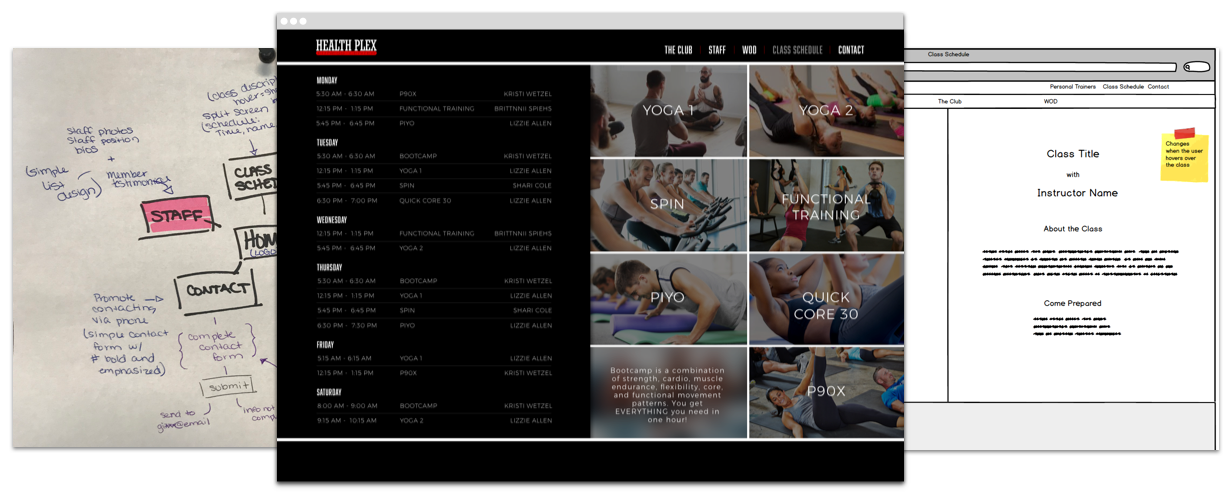 (class descrip
hover=sh
split screen
(schedule:
Time, name
Staff photos
Staff position
bios
+
(simple
list
design)
Member
testimonials
CLASS
SCHED
STAFF
HOM
CONTACT
Promote
contacting
via phone
(simple contact
form w/
# bold and
emphasized)
complete
contact
form
submit
send to
info not
comp
HEALTH PLEX
THE CLUB STAFF WOD CLASS SCHEDULE CONTACT
MONDAY
5:30 AM - 6:30 AM P90X KRISTI WETZEL
12:15 PM - 1:15 PM FUNCTIONAL TRAINING BRITTNNII SPIEHS
5:45 PM - 6:45 PM PIYO LIZZIE ALLEN
TUESDAY
5:30 AM - 6:30 AM BOOTCAMP KRISTI WETZEL
12:15 PM - 1:15 PM YOGA 1 LIZZIE ALLEN
5:45 PM - 6:45 PM SPIN SHARI COLE
6:30 PM - 7:00 PM QUICK CORE 30 LIZZIE ALLEN
WEDNESDAY
12:15 PM - 1:15 PM FUNCTIONAL TRAINING BRITTNNII SPIEHS
5:45 PM - 6:45 PM YOGA 2 LIZZIE ALLEN
THURSDAY
5:30 AM - 6:30 AM BOOTCAMP KRISTI WETZEL
12:15 PM - 1:15 PM YOGA 1 LIZZIE ALLEN
5:45 PM - 6:45 PM SPIN SHARI COLE
6:30 PM - 7:30 PM PIYO LIZZIE ALLEN
FRIDAY
5:15 AM - 6:15 AM YOGA 1 LIZZIE ALLEN
12:15 PM - 1:15 PM P90X KRISTI WETZEL
SATURDAY
8:00 AM - 9:00 AM BOOTCAMP KRISTI WETZEL
9:15 AM - 10:15 AM YOGA 2 LIZZIE ALLEN
YOGA 1
YOGA 2
SPIN
FUNCTIONAL
TRAINING
PIYO
QUICK
CORE 30
Bootcamp is a combination
of strength, cardio, muscle
endurance, flexibility, core,
and functional movement
patterns. You get
EVERYTHING you need in
one hour!
P90X
Class Schedule
Personal Trainers Class Schedule Contact
The Club WOD
Class Title
with
Instructor Name
About the Class
Come Prepared
Changes
when the user
hovers over
the class